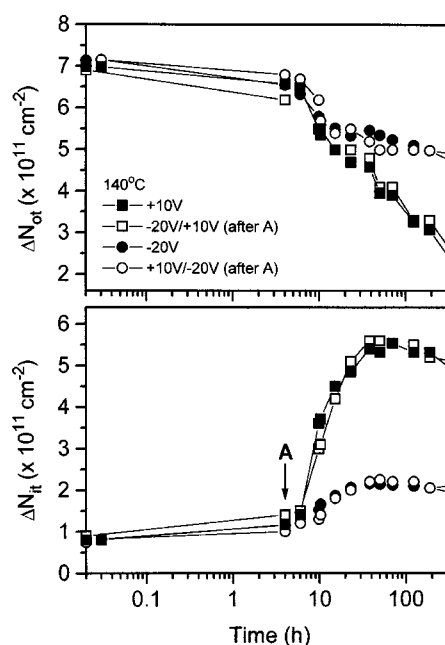 8
7
6
5
4
3
2
ΔN_ot (x 10^11 cm^-2)
140°C
+10V
-20V/+10V (after A)
-20V
+10V/-20V (after A)
6
5
4
3
2
1
0
ΔN_it (x 10^11 cm^-2)
A
0.1 1 10 100
Time (h)